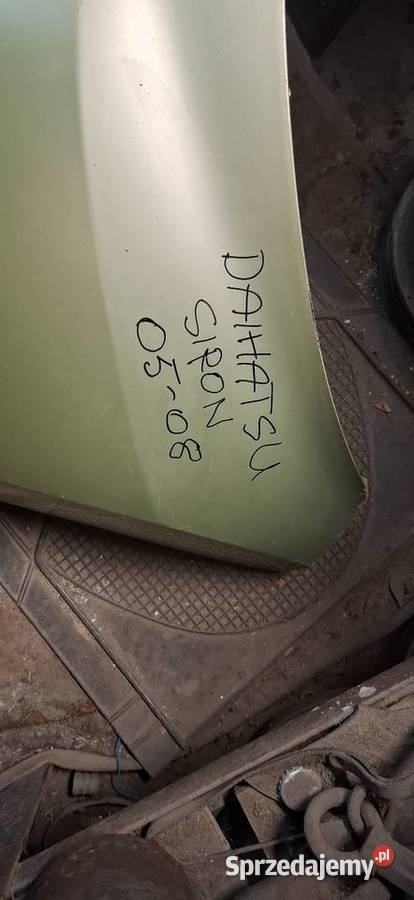 DAIHATSU
SIRON
05-08
Sprzedajemy.pl